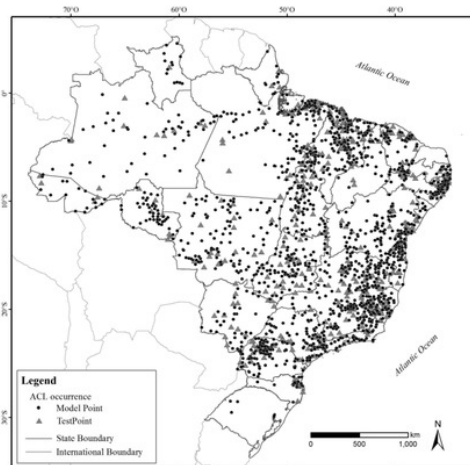 70°O 60°O 50°O 40°O
Atlantic Ocean
0°
10°S
20°S
Atlantic Ocean
30°S
Legend
ACL occurrence
Model Point
TestPoint
State Boundary
International Boundary
km
0 500 1,000
N